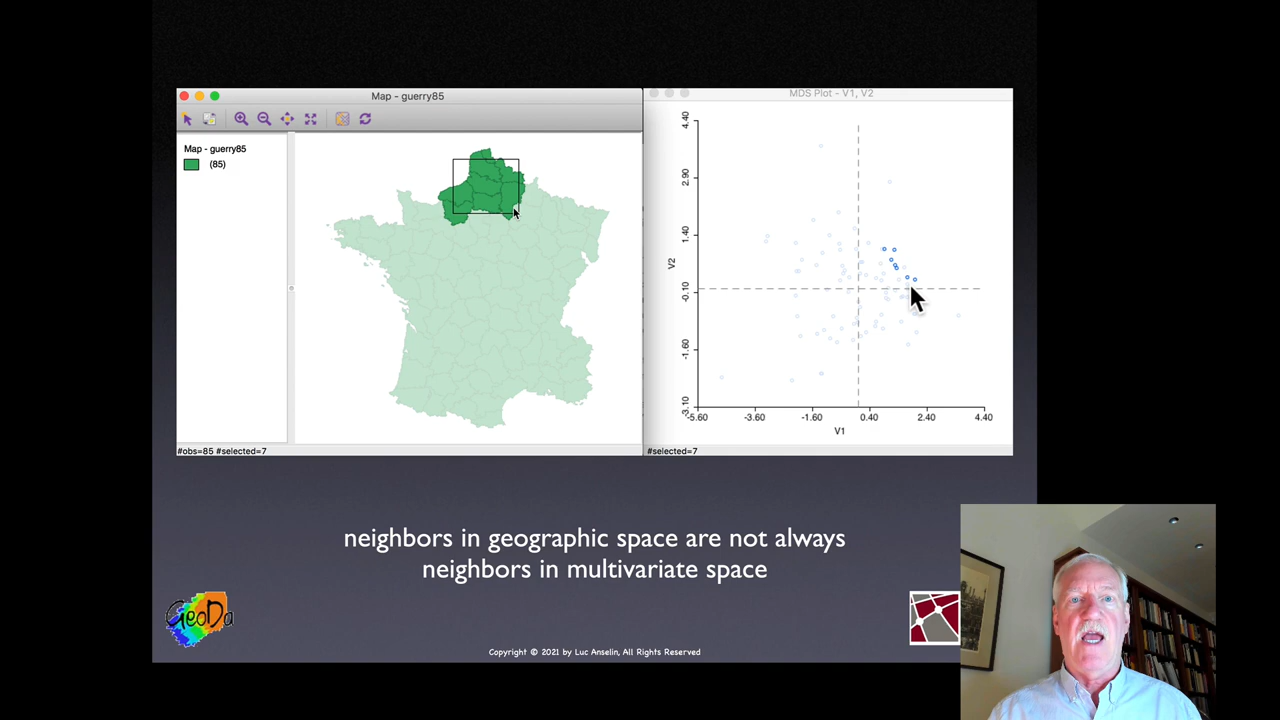 Map - guerry85
MDS Plot - V1, V2
Map - guerry85
(85)
4.40
2.90
1.40
-0.10
-1.60
-3.10
V2
-5.60 -3.60 -1.60 0.40 2.40 4.40
V1
#obs=85 #selected=7
#selected=7
neighbors in geographic space are not always
neighbors in multivariate space
GeoDa
Copyright © 2021 by Luc Anselin, All Rights Reserved